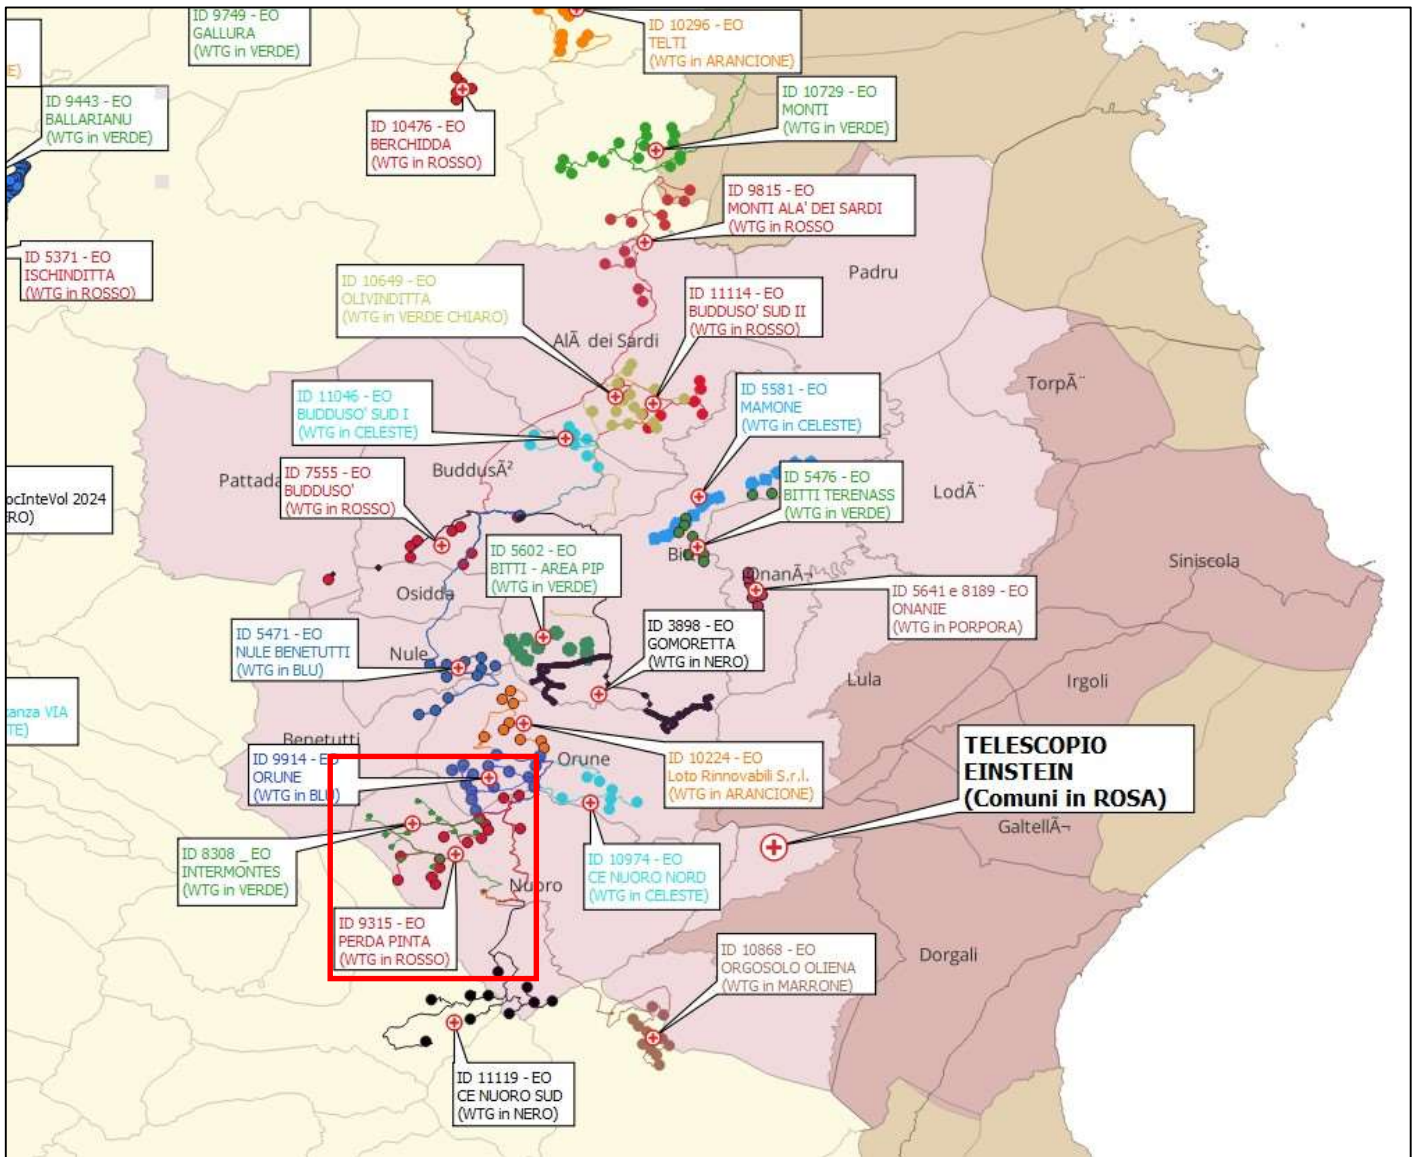 ID 9749 - EO
GALLURA
(WTG in VERDE)
ID 10296 - EO
TELTI
(WTG in ARANCIONE)
E)
ID 9443 - EO
BALLARIANU
(WTG in VERDE)
ID 10476 - EO
BERCHIDDA
(WTG in ROSSO)
ID 10729 - EO
MONTI
(WTG in VERDE)
ID 9815 - EO
MONTI ALA' DEI SARDI
(WTG in ROSSO
ID 5371 - EO
ISCHINDITTA
(WTG in ROSSO)
ID 10649 - EO
OLIVINDITTA
(WTG in VERDE CHIARO)
ID 11114 - EO
BUDDUSO' SUD II
(WTG in ROSSO)
Padru
AlÃ  dei Sardi
TorpÃ¨
ID 11046 - EO
BUDDUSO' SUD I
(WTG in CELESTE)
ID 5581 - EO
MAMONE
(WTG in CELESTE)
Pattada
BuddusÃ²
ID 7555 - EO
BUDDUSO'
(WTG in ROSSO)
ID 5476 - EO
BITTI TERENASS
(WTG in VERDE)
LodÃ¨
ocInteVol 2024
RO)
ID 5602 - EO
BITTI - AREA PIP
(WTG in VERDE)
Bi
OnanÃ¬
Siniscola
Osidda
ID 5641 e 8189 - EO
ONANIE
(WTG in PORPORA)
ID 5471 - EO
NULE BENETUTTI
(WTG in BLU)
Nule
ID 3898 - EO
GOMORETTA
(WTG in NERO)
Lula
Irgoli
anza VIA
TE)
Benetutti
ID 9914 - EO
ORUNE
(WTG in BLU)
Orune
ID 10224 - EO
Loto Rinnovabili S.r.l.
(WTG in ARANCIONE)
TELESCOPIO
EINSTEIN
(Comuni in ROSA)
GaltellÃ¬
ID 8308 _ EO
INTERMONTES
(WTG in VERDE)
ID 10974 - EO
CE NUORO NORD
(WTG in CELESTE)
Nuoro
ID 9315 - EO
PERDA PINTA
(WTG in ROSSO)
ID 10868 - EO
ORGOSOLO OLIENA
(WTG in MARRONE)
Dorgali
ID 11119 - EO
CE NUORO SUD
(WTG in NERO)